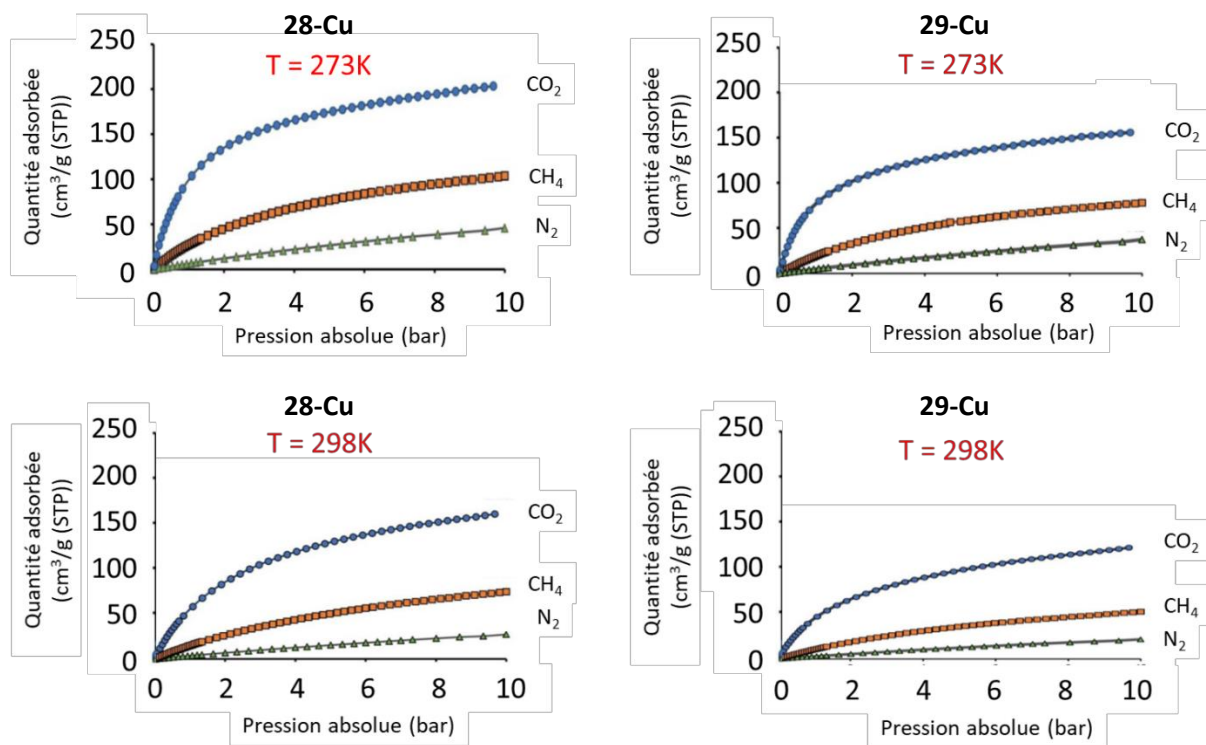 28-Cu
T = 273K
Quantité adsorbée
(cm³/g (STP))
250
200
150
100
50
0
CO₂
CH₄
N₂
0 2 4 6 8 10
Pression absolue (bar)
29-Cu
T = 273K
Quantité adsorbée
(cm³/g (STP))
250
200
150
100
50
0
CO₂
CH₄
N₂
0 2 4 6 8 10
Pression absolue (bar)
28-Cu
T = 298K
Quantité adsorbée
(cm³/g (STP))
250
200
150
100
50
0
CO₂
CH₄
N₂
0 2 4 6 8 10
Pression absolue (bar)
29-Cu
T = 298K
Quantité adsorbée
(cm³/g (STP))
250
200
150
100
50
0
CO₂
CH₄
N₂
0 2 4 6 8 10
Pression absolue (bar)